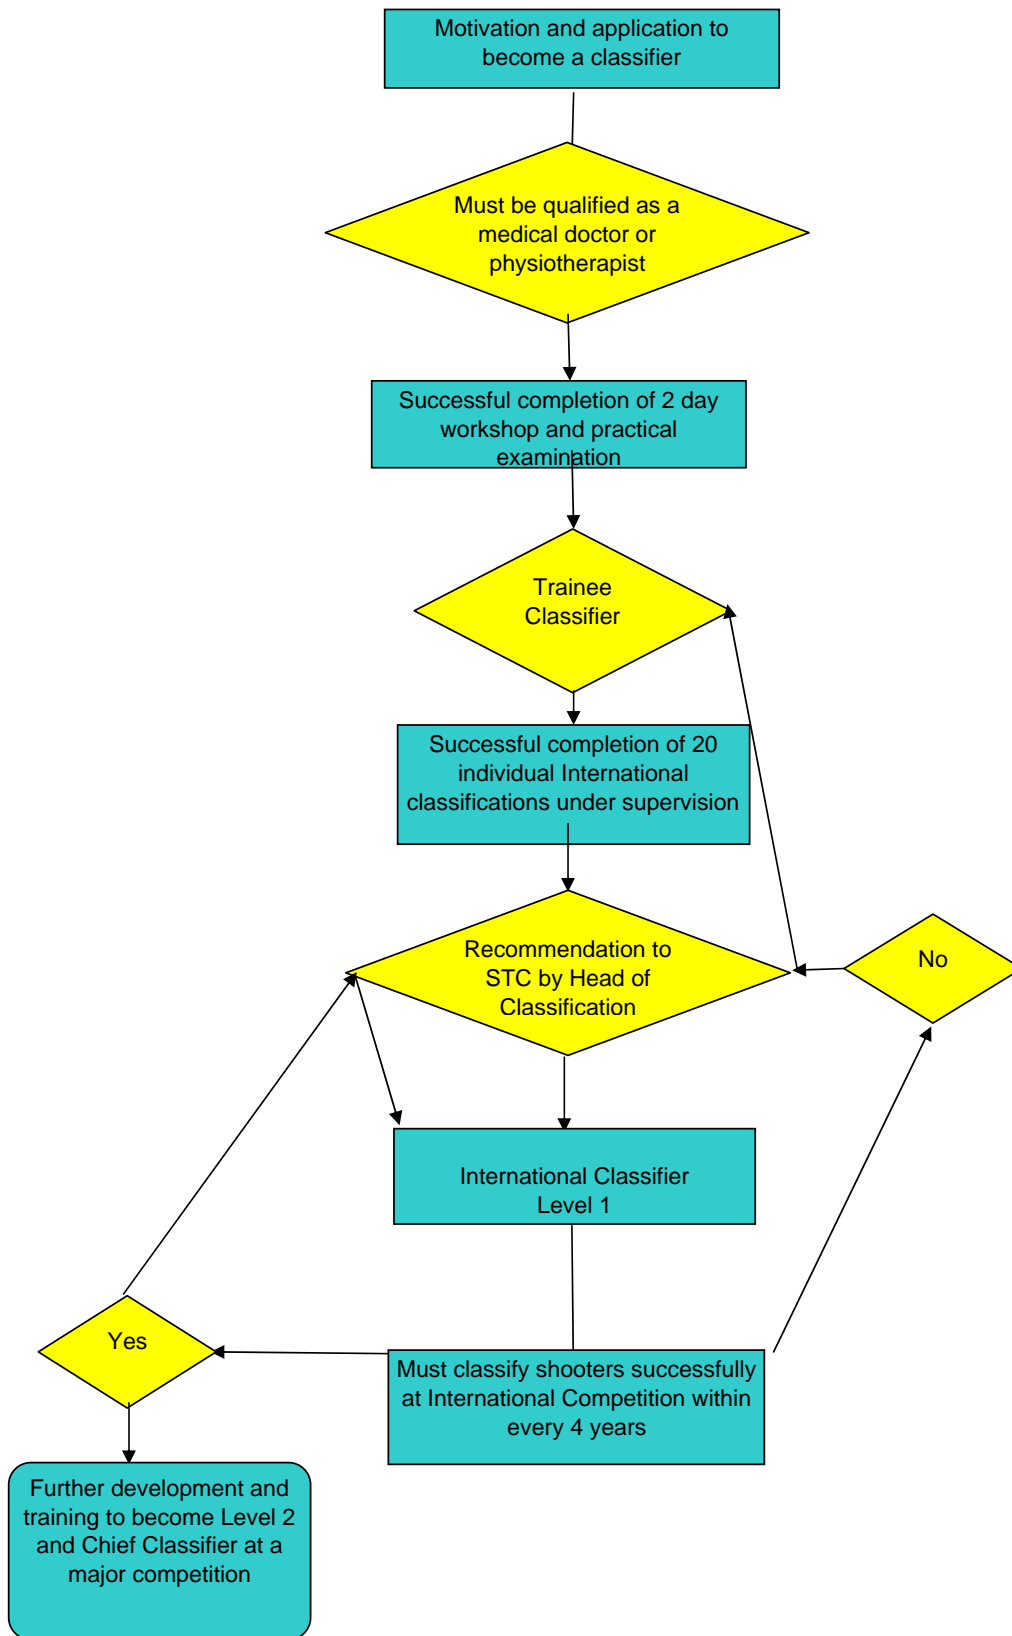 Motivation and application to
become a classifier
Must be qualified as a
medical doctor or
physiotherapist
Successful completion of 2 day
workshop and practical
examination
Trainee
Classifier
Successful completion of 20
individual International
classifications under supervision
Recommendation to
STC by Head of
Classification
No
International Classifier
Level 1
Yes
Must classify shooters successfully
at International Competition within
every 4 years
Further development and
training to become Level 2
and Chief Classifier at a
major competition